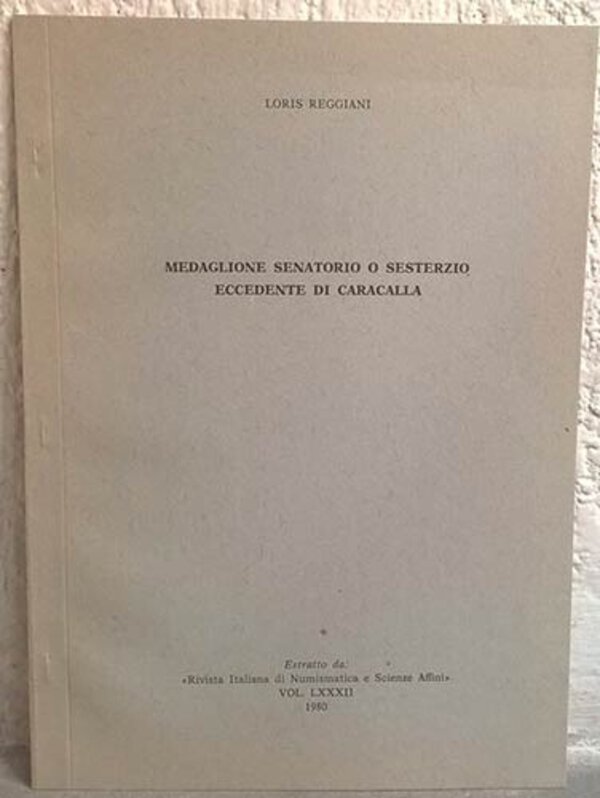 LORIS REGGIANI
MEDAGLIONE SENATORIO O SESTERZIO
ECCEDENTE DI CARACALLA
Estratto da:
«Rivista Italiana di Numismatica e Scienze Affini»
VOL. LXXXII
1980